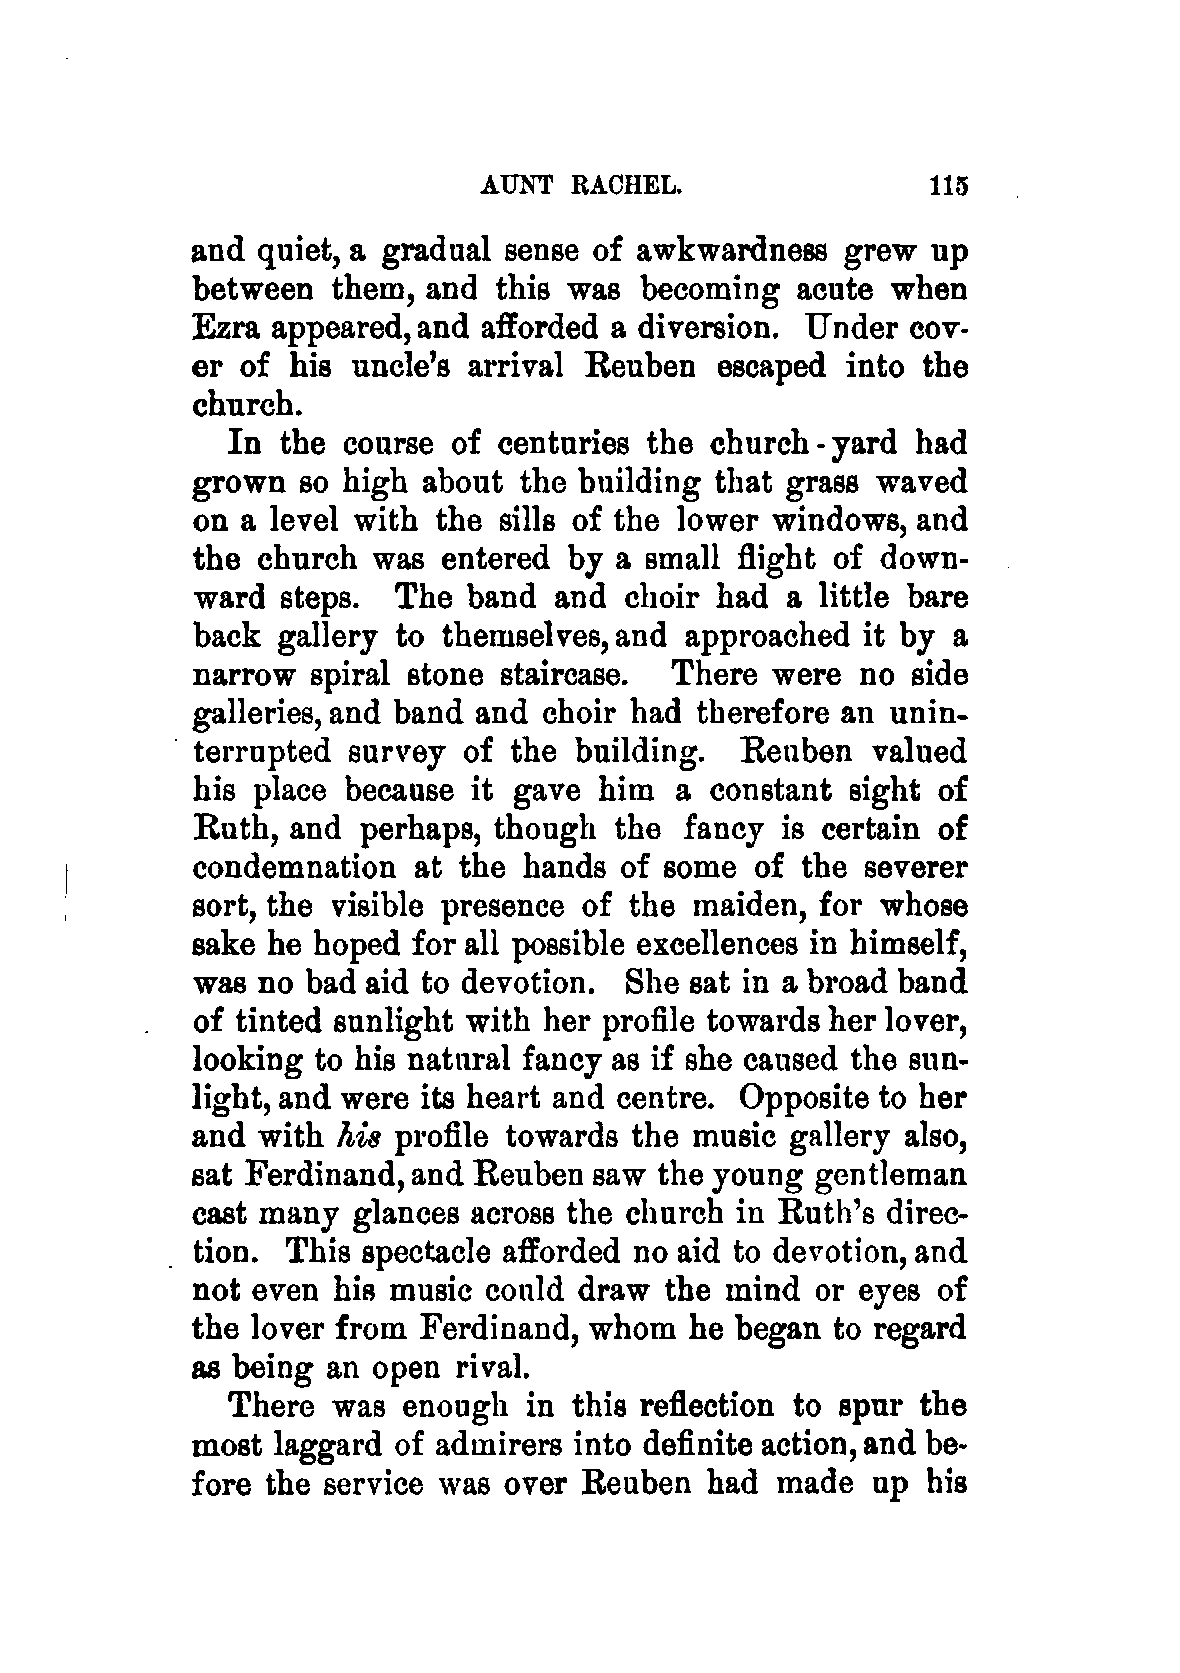 AUNT RACHEL. 115
and quiet, a gradual sense of awkwardness grew up
between them, and this was becoming acute when
Ezra appeared, and afforded a diversion. Under cov-
er of his uncle's arrival Reuben escaped into the
church.
In the course of centuries the church-yard had
grown so high about the building that grass waved
on a level with the sills of the lower windows, and
the church was entered by a small flight of down-
ward steps. The band and choir had a little bare
back gallery to themselves, and approached it by a
narrow spiral stone staircase. There were no side
galleries, and band and choir had therefore an unin-
terrupted survey of the building. Reuben valued
his place because it gave him a constant sight of
Ruth, and perhaps, though the fancy is certain of
condemnation at the hands of some of the severer
sort, the visible presence of the maiden, for whose
sake he hoped for all possible excellences in himself,
was no bad aid to devotion. She sat in a broad band
of tinted sunlight with her profile towards her lover,
looking to his natural fancy as if she caused the sun-
light, and were its heart and centre. Opposite to her
and with his profile towards the music gallery also,
sat Ferdinand, and Reuben saw the young gentleman
cast many glances across the church in Ruth's direc-
tion. This spectacle afforded no aid to devotion, and
not even his music could draw the mind or eyes of
the lover from Ferdinand, whom he began to regard
as being an open rival.
There was enough in this reflection to spur the
most laggard of admirers into definite action, and be-
fore the service was over Reuben had made up his